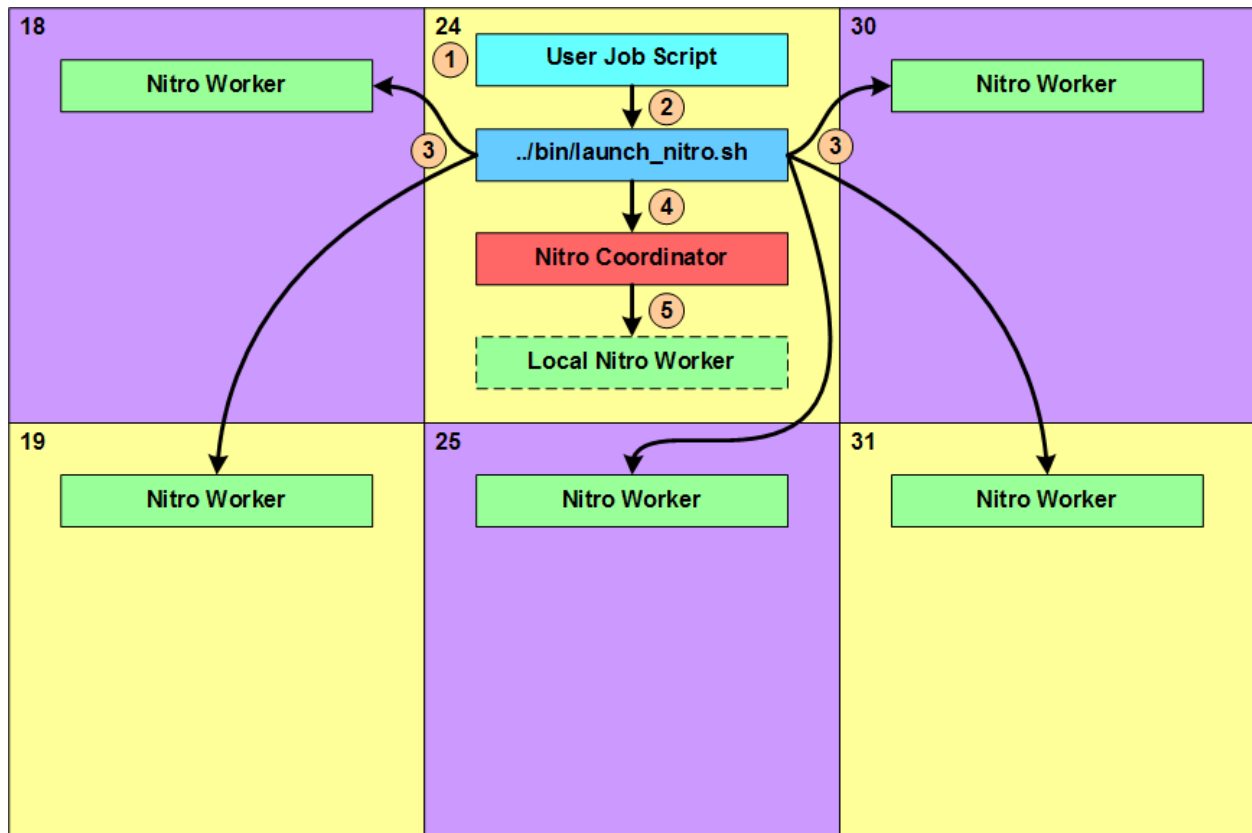 18
24
30
1
User Job Script
Nitro Worker
2
Nitro Worker
3
../bin/launch_nitro.sh
3
4
Nitro Coordinator
5
Local Nitro Worker
19
25
31
Nitro Worker
Nitro Worker
Nitro Worker